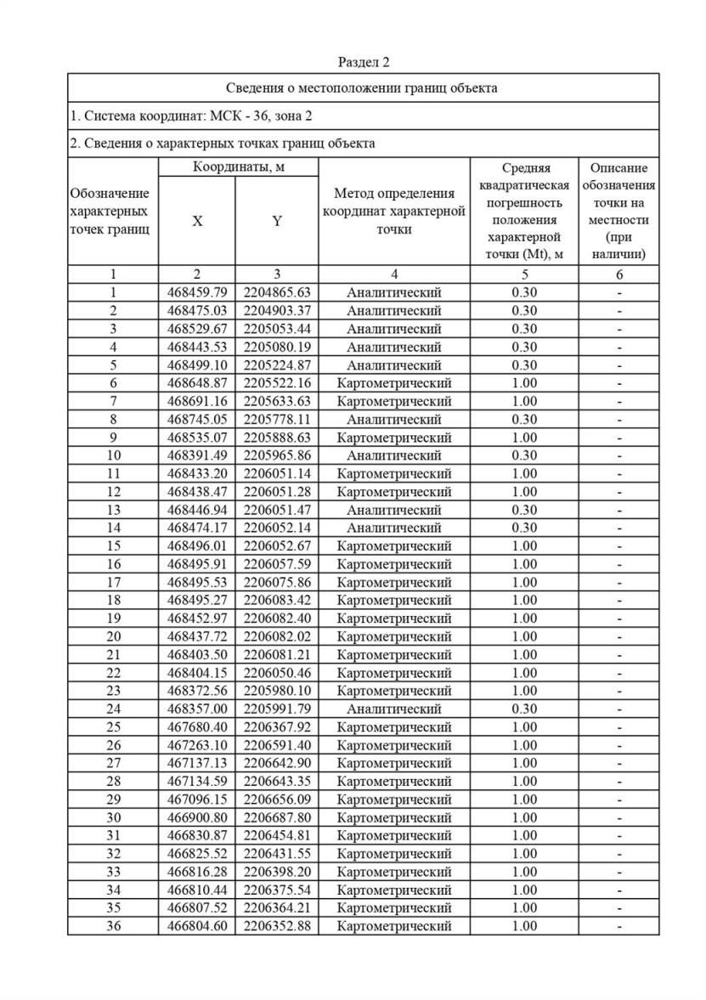 Раздел 2
Сведения о местоположении границ объекта
1. Система координат: МСК - 36, зона 2
2. Сведения о характерных точках границ объекта
Обозначение характерных точек границ
Координаты, м
X Y
Метод определения координат характерной точки
Средняя квадратическая погрешность положения характерной точки (Mt), м
Описание обозначения точки на местности (при наличии)
1 2 3 4 5 6
1 468459.79 2204865.63 Аналитический 0.30 -
2 468475.03 2204903.37 Аналитический 0.30 -
3 468529.67 2205053.44 Аналитический 0.30 -
4 468443.53 2205080.19 Аналитический 0.30 -
5 468499.10 2205224.87 Аналитический 0.30 -
6 468648.87 2205522.16 Картометрический 1.00 -
7 468691.16 2205633.63 Картометрический 1.00 -
8 468745.05 2205778.11 Аналитический 0.30 -
9 468535.07 2205888.63 Картометрический 1.00 -
10 468391.49 2205965.86 Аналитический 0.30 -
11 468433.20 2206051.14 Картометрический 1.00 -
12 468438.47 2206051.28 Картометрический 1.00 -
13 468446.94 2206051.47 Аналитический 0.30 -
14 468474.17 2206052.14 Аналитический 0.30 -
15 468496.01 2206052.67 Картометрический 1.00 -
16 468495.91 2206057.59 Картометрический 1.00 -
17 468495.53 2206075.86 Картометрический 1.00 -
18 468495.27 2206083.42 Картометрический 1.00 -
19 468452.97 2206082.40 Картометрический 1.00 -
20 468437.72 2206082.02 Картометрический 1.00 -
21 468403.50 2206081.21 Картометрический 1.00 -
22 468404.15 2206050.46 Картометрический 1.00 -
23 468372.56 2205980.10 Картометрический 1.00 -
24 468357.00 2205991.79 Аналитический 0.30 -
25 467680.40 2206367.92 Картометрический 1.00 -
26 467263.10 2206591.40 Картометрический 1.00 -
27 467137.13 2206642.90 Картометрический 1.00 -
28 467134.59 2206643.35 Картометрический 1.00 -
29 467096.15 2206656.09 Картометрический 1.00 -
30 466900.80 2206687.80 Картометрический 1.00 -
31 466830.87 2206454.81 Картометрический 1.00 -
32 466825.52 2206431.55 Картометрический 1.00 -
33 466816.28 2206398.20 Картометрический 1.00 -
34 466810.44 2206375.54 Картометрический 1.00 -
35 466807.52 2206364.21 Картометрический 1.00 -
36 466804.60 2206352.88 Картометрический 1.00 -